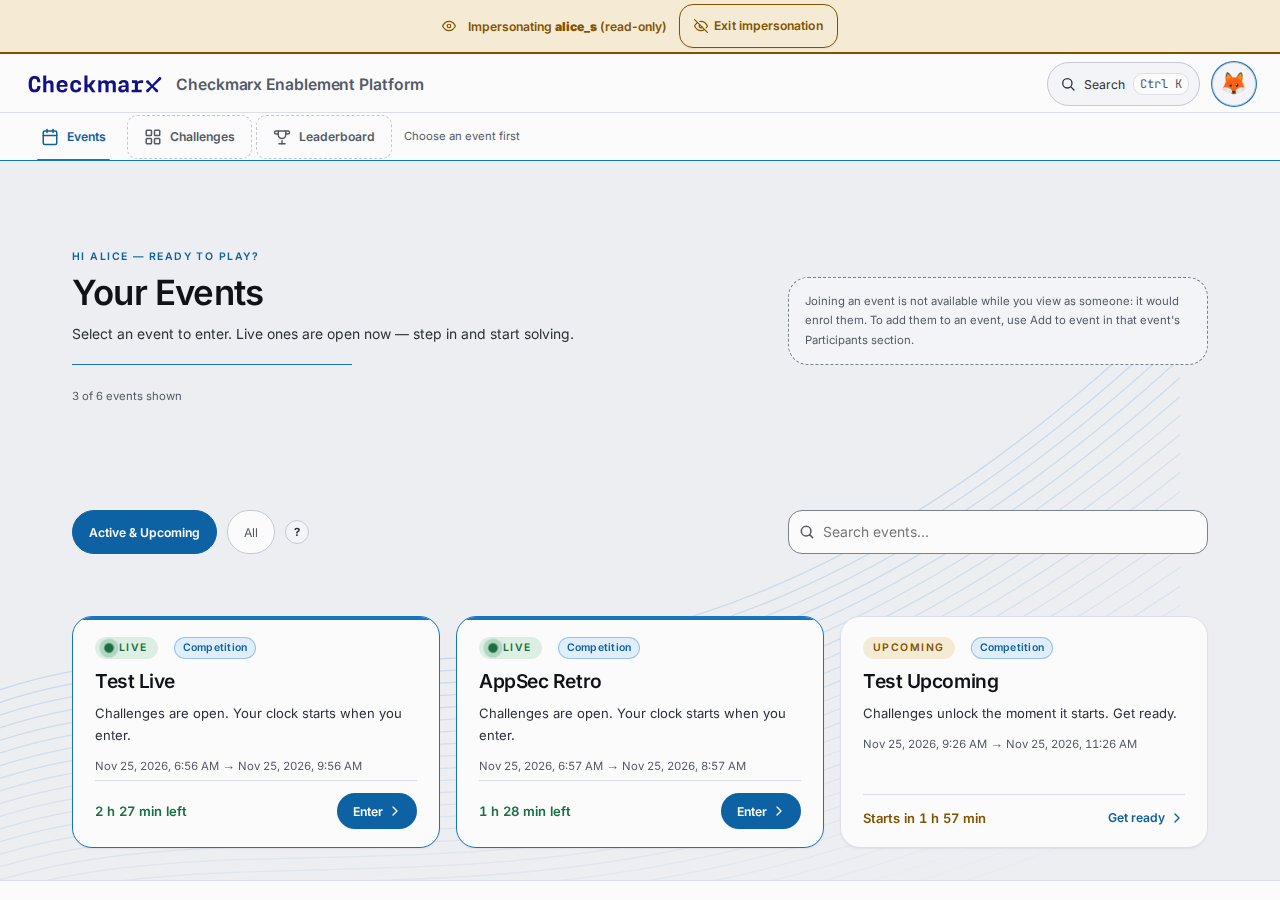 Impersonating alice_s (read-only)
Exit impersonation
Checkmarx
Checkmarx Enablement Platform
Search
Ctrl K
Events
Challenges
Leaderboard
Choose an event first
HI ALICE — READY TO PLAY?
Your Events
Select an event to enter. Live ones are open now — step in and start solving.
3 of 6 events shown
Joining an event is not available while you view as someone: it would
enrol them. To add them to an event, use Add to event in that event's
Participants section.
Active & Upcoming
All
?
Search events...
LIVE
Competition
Test Live
Challenges are open. Your clock starts when you
enter.
Nov 25, 2026, 6:56 AM → Nov 25, 2026, 9:56 AM
2 h 27 min left
Enter
LIVE
Competition
AppSec Retro
Challenges are open. Your clock starts when you
enter.
Nov 25, 2026, 6:57 AM → Nov 25, 2026, 8:57 AM
1 h 28 min left
Enter
UPCOMING
Competition
Test Upcoming
Challenges unlock the moment it starts. Get ready.
Nov 25, 2026, 9:26 AM → Nov 25, 2026, 11:26 AM
Starts in 1 h 57 min
Get ready